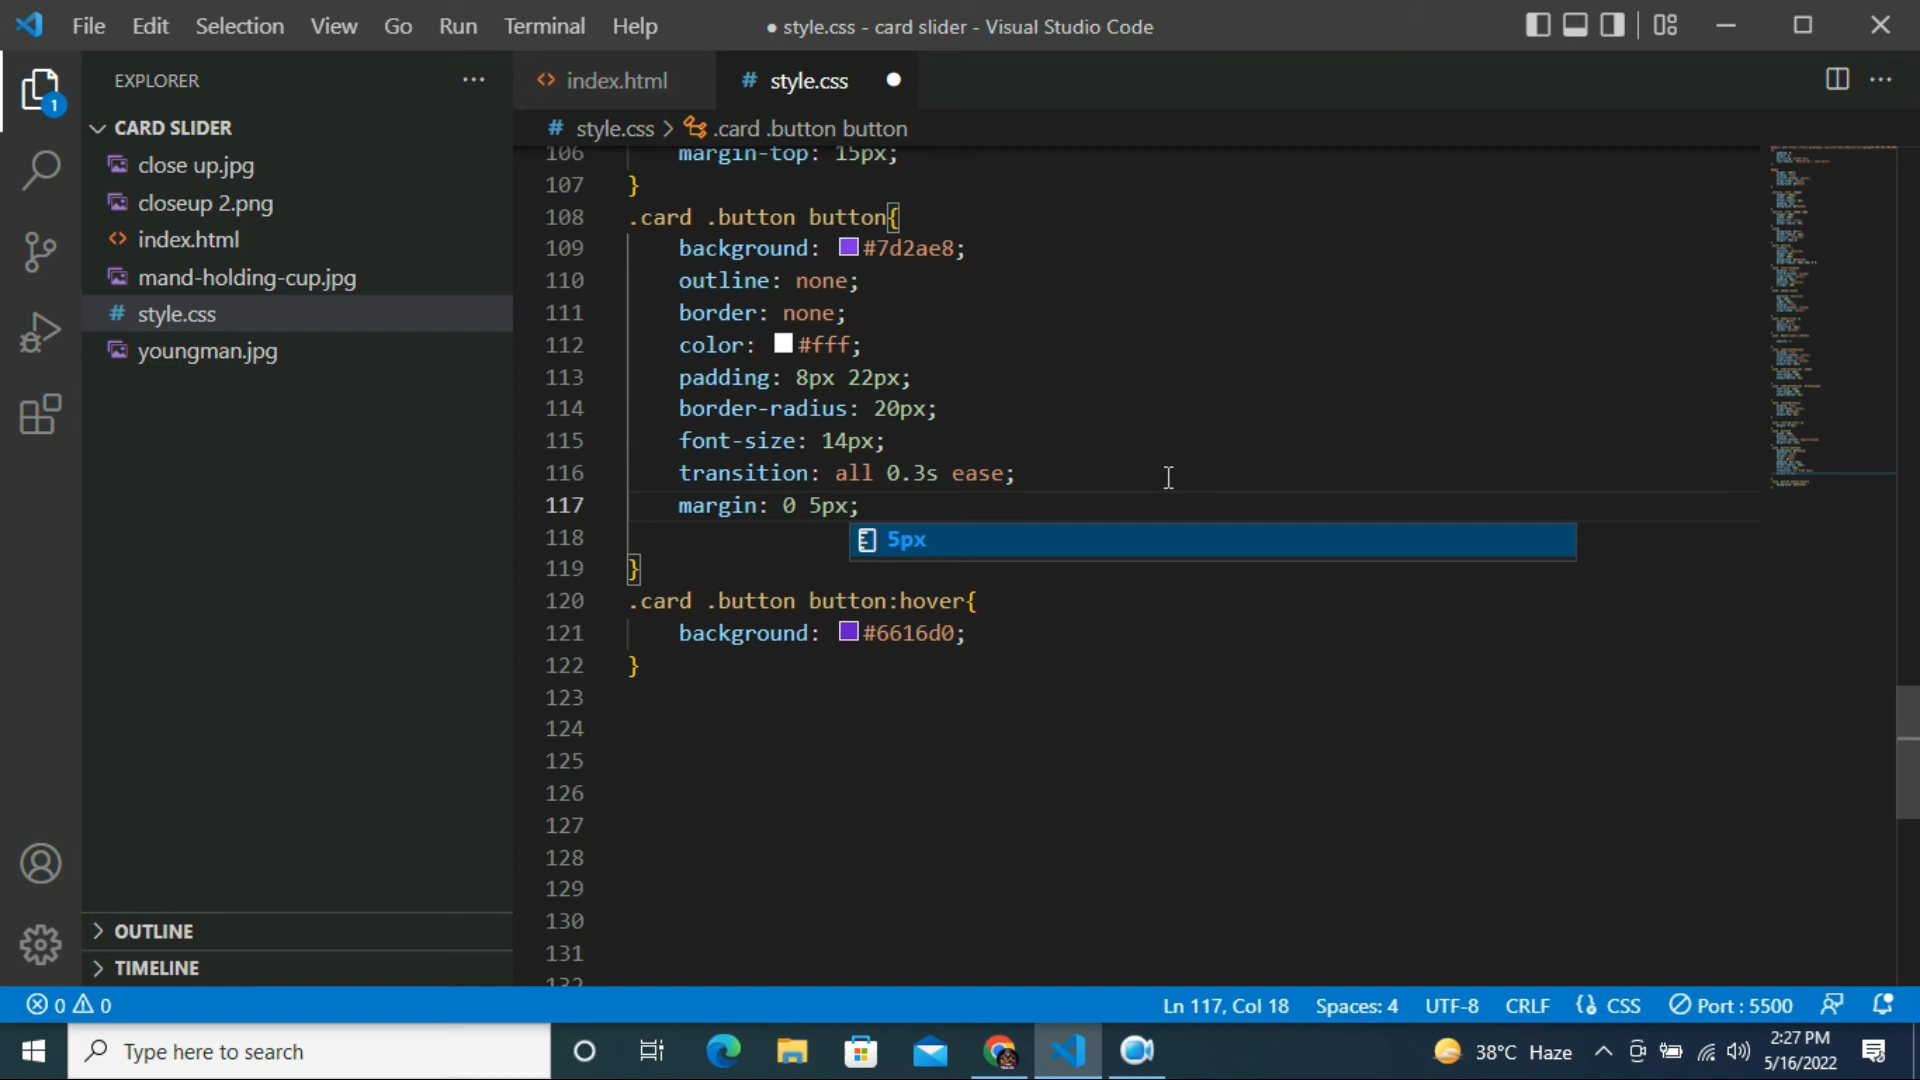 File Edit Selection View Go Run Terminal Help ● style.css - card slider - Visual Studio Code
EXPLORER ···
<> index.html
# style.css ●
1
CARD SLIDER
# style.css > .card .button button
close up.jpg
closeup 2.png
<> index.html
mand-holding-cup.jpg
# style.css
youngman.jpg
106 margin-top: 15px;
107 }
108 .card .button button{
109 background: #7d2ae8;
110 outline: none;
111 border: none;
112 color: #fff;
113 padding: 8px 22px;
114 border-radius: 20px;
115 font-size: 14px;
116 transition: all 0.3s ease;
117 margin: 0 5px;
118
5px
119 }
120 .card .button button:hover{
121 background: #6616d0;
122 }
123
124
125
126
127
128
129
130
131
132
OUTLINE
TIMELINE
0 0 Ln 117, Col 18 Spaces: 4 UTF-8 CRLF CSS Port : 5500
Type here to search
38°C Haze
2:27 PM
5/16/2022